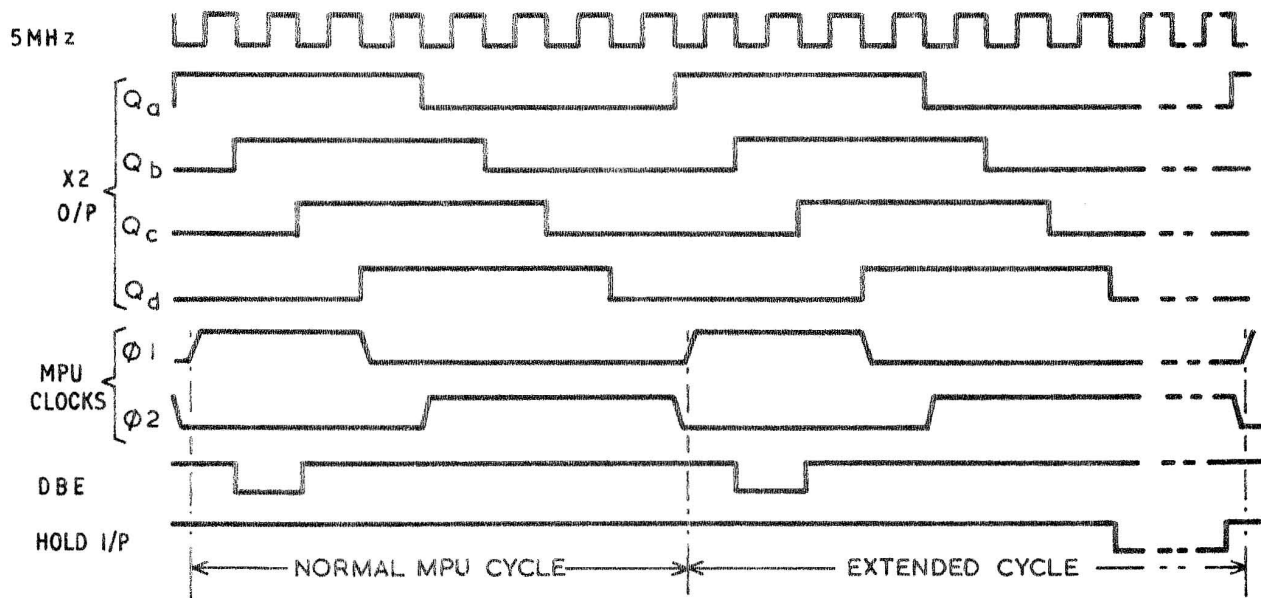 5MHz
Qa
Qb
X2
O/P
Qc
Qd
Ø1
MPU
CLOCKS
Ø2
DBE
HOLD I/P
NORMAL MPU CYCLE
EXTENDED CYCLE